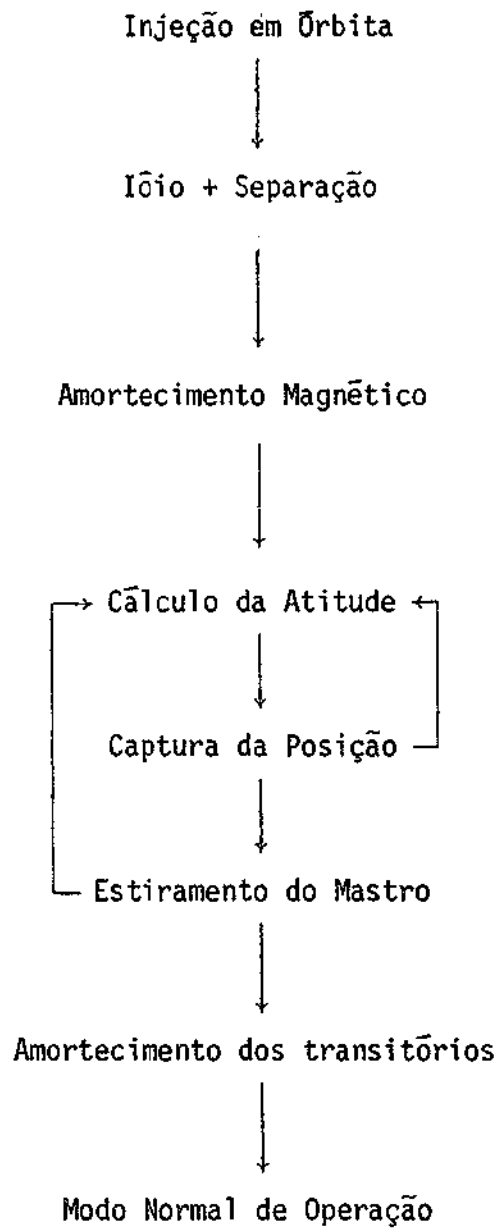 Injeção em Órbita
Iôio + Separação
Amortecimento Magnético
Cálculo da Atitude
Captura da Posição
Estiramento do Mastro
Amortecimento dos transitórios
Modo Normal de Operação